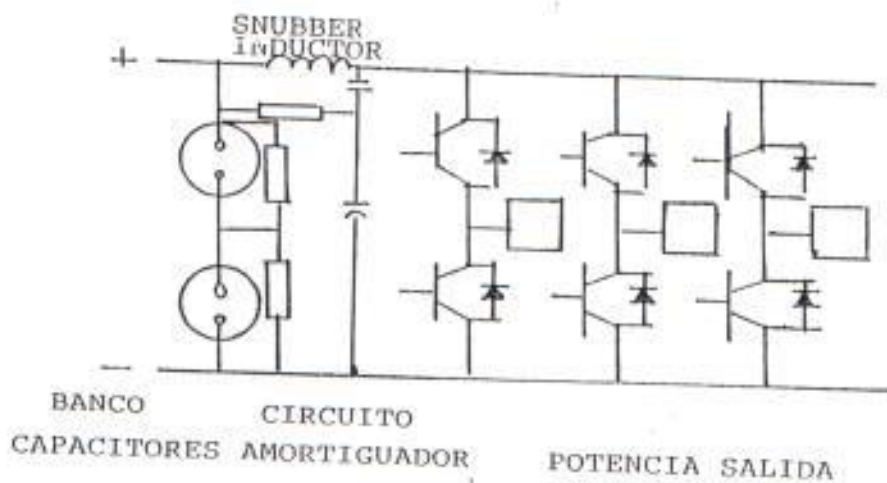 SNUBBER
iNDUCTOR
+
−
BANCO CIRCUITO
CAPACITORES AMORTIGUADOR POTENCIA SALIDA